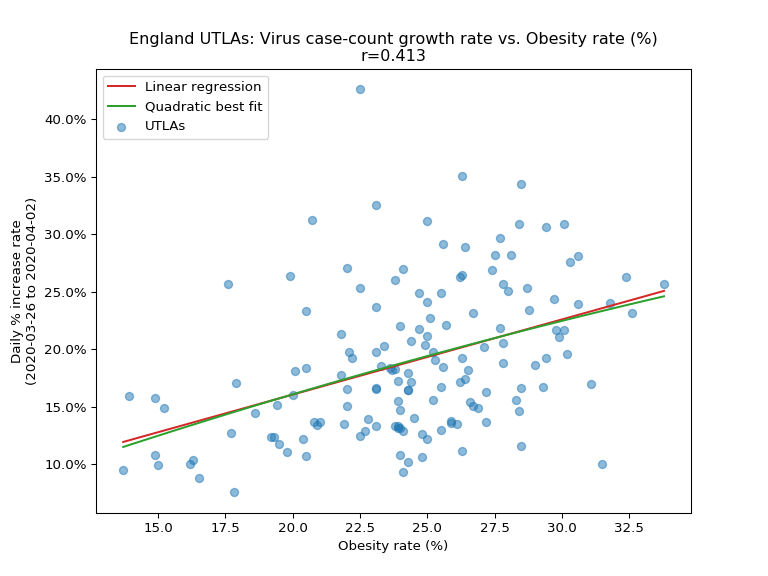 England UTLAs: Virus case-count growth rate vs. Obesity rate (%)
r=0.413
Linear regression
Quadratic best fit
UTLAs
40.0%
35.0%
30.0%
25.0%
20.0%
15.0%
10.0%
Daily % increase rate
(2020-03-26 to 2020-04-02)
15.0
17.5
20.0
22.5
25.0
27.5
30.0
32.5
Obesity rate (%)